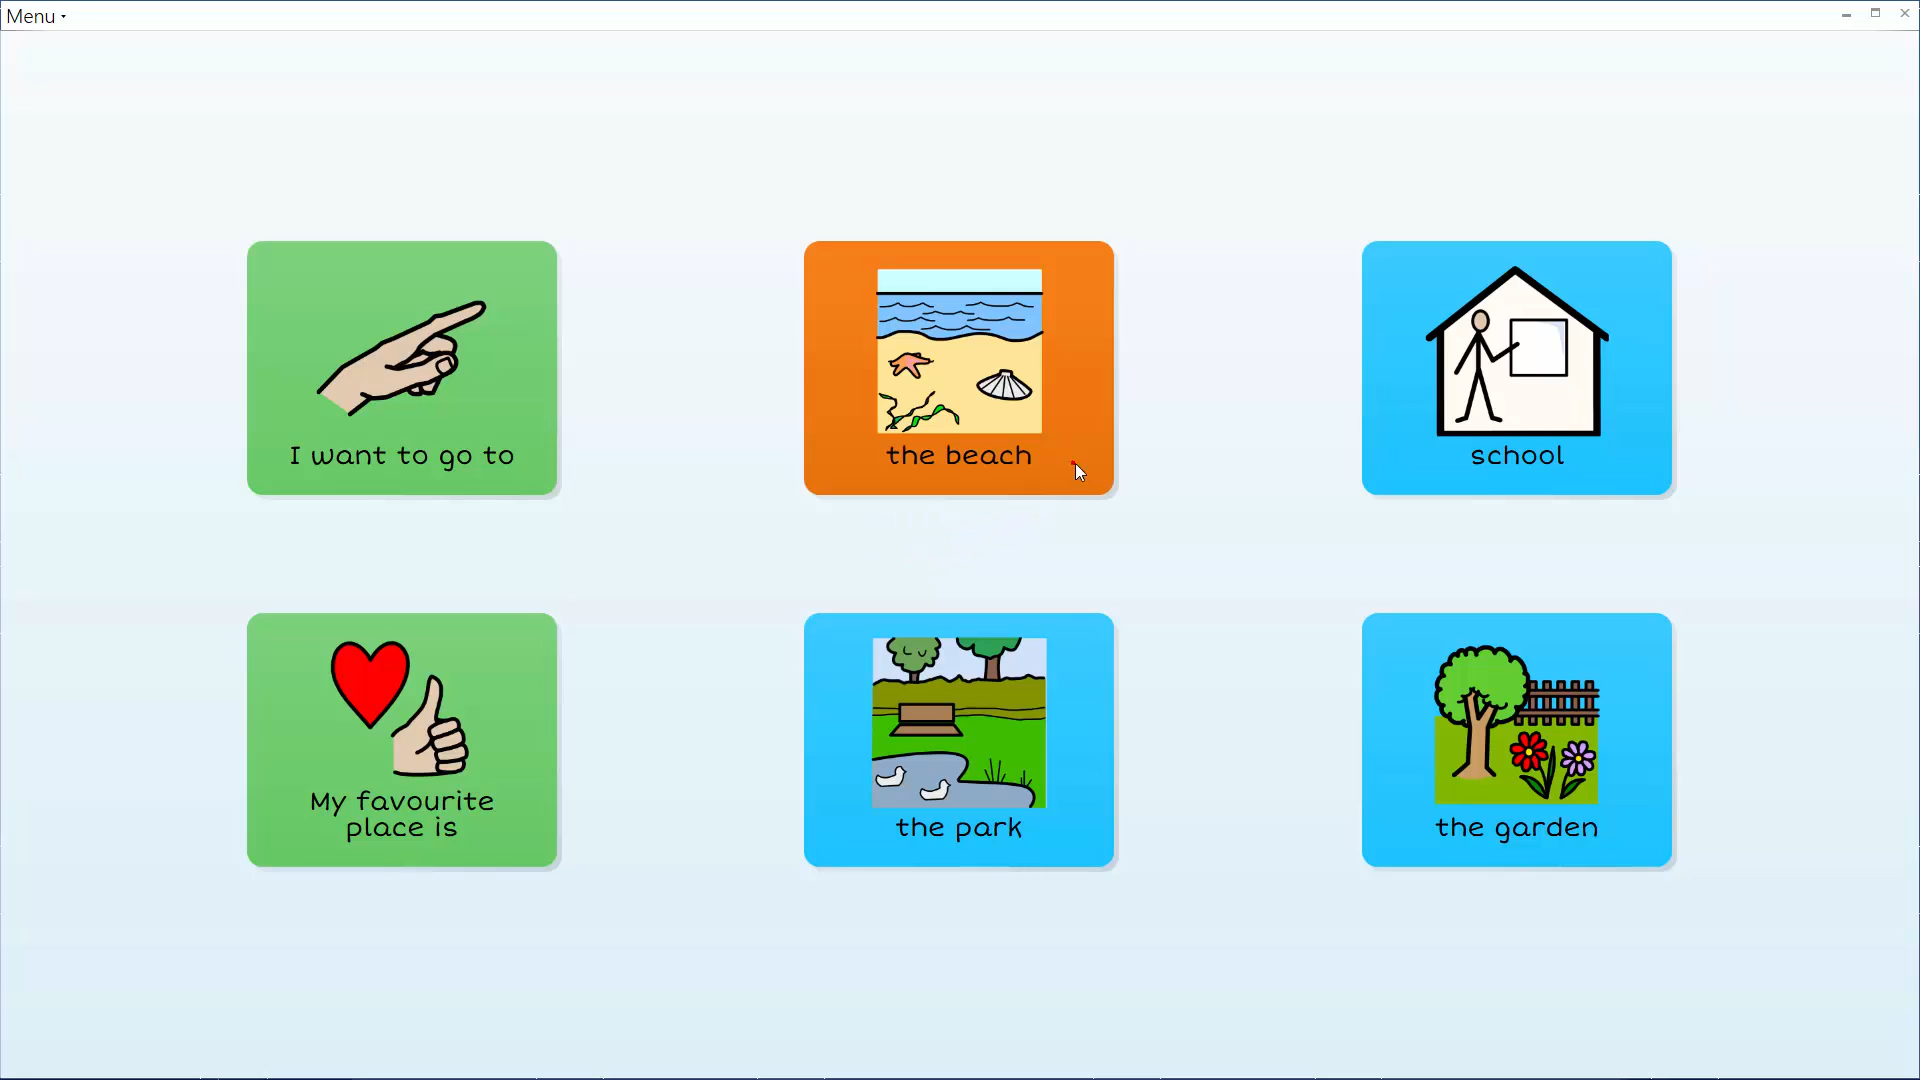 Menu
I want to go to
the beach
school
My favourite
place is
the park
the garden